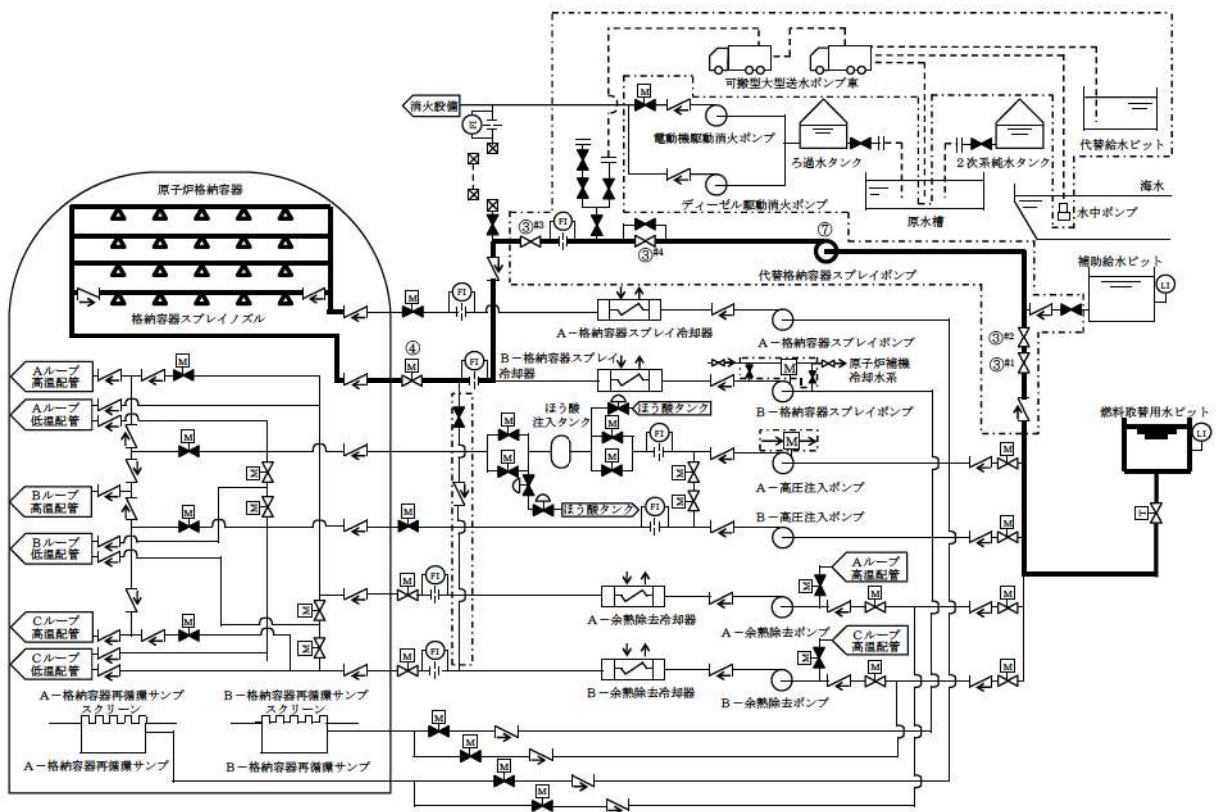 可搬型大型送水ポンプ車
消火設備
M
FI
電動機駆動消火ポンプ
ろ過水タンク
2次系純水タンク
代替給水ピット
ディーゼル駆動消火ポンプ
原水槽
海水
水中ポンプ
原子炉格納容器
③#3
FI
③#4
⑦
代替格納容器スプレイポンプ
補助給水ピット
LI
格納容器スプレイノズル
M
FI
A-格納容器スプレイ冷却器
A-格納容器スプレイポンプ
③#2
③#1
④
M
FI
B-格納容器スプレイ
冷却器
M
原子炉補機
冷却水系
B-格納容器スプレイポンプ
燃料取替用水ピット
LI
Aループ
高温配管
M
Aループ
低温配管
ほう酸
注入タンク
ほう酸タンク
M
M
M
FI
M
M
M
A-高圧注入ポンプ
M
M
M
M
T
Bループ
高温配管
M
M
ほう酸タンク
FI
M
B-高圧注入ポンプ
M
Bループ
低温配管
Aループ
高温配管
M
FI
M
M
M
A-余熱除去冷却器
A-余熱除去ポンプ
M
Cループ
高温配管
M
Cループ
高温配管
Cループ
低温配管
M
M
FI
M
M
M
B-余熱除去冷却器
B-余熱除去ポンプ
A-格納容器再循環サンプ
スクリーン
B-格納容器再循環サンプ
スクリーン
M
A-格納容器再循環サンプ
B-格納容器再循環サンプ
M
M
M